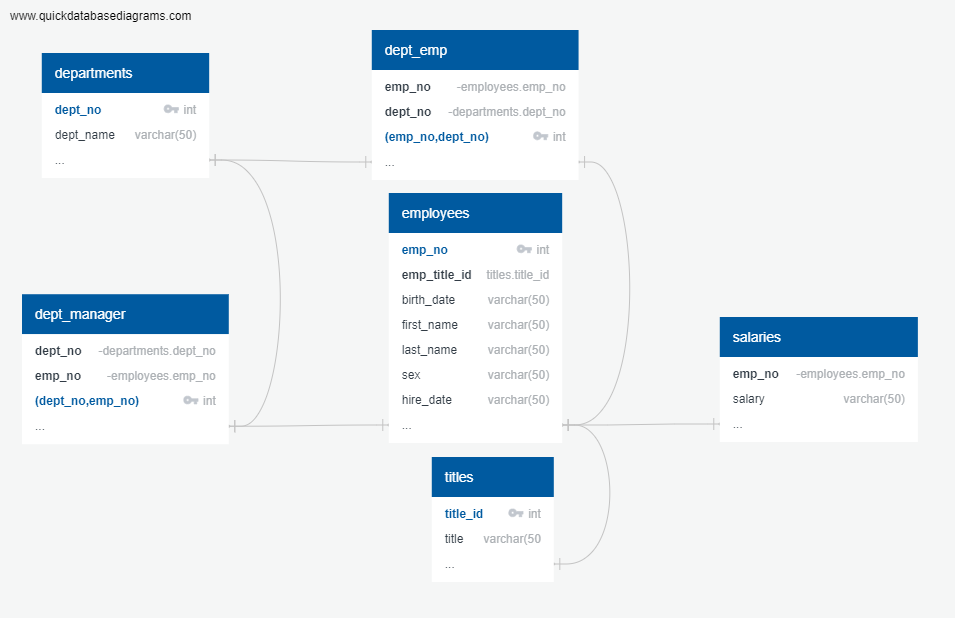 www.quickdatabasediagrams.com
departments
dept_no int
dept_name varchar(50)
...
dept_emp
emp_no -employees.emp_no
dept_no -departments.dept_no
(emp_no,dept_no) int
...
employees
emp_no int
emp_title_id titles.title_id
birth_date varchar(50)
first_name varchar(50)
last_name varchar(50)
sex varchar(50)
hire_date varchar(50)
...
dept_manager
dept_no -departments.dept_no
emp_no -employees.emp_no
(dept_no,emp_no) int
...
salaries
emp_no -employees.emp_no
salary varchar(50)
...
titles
title_id int
title varchar(50
...